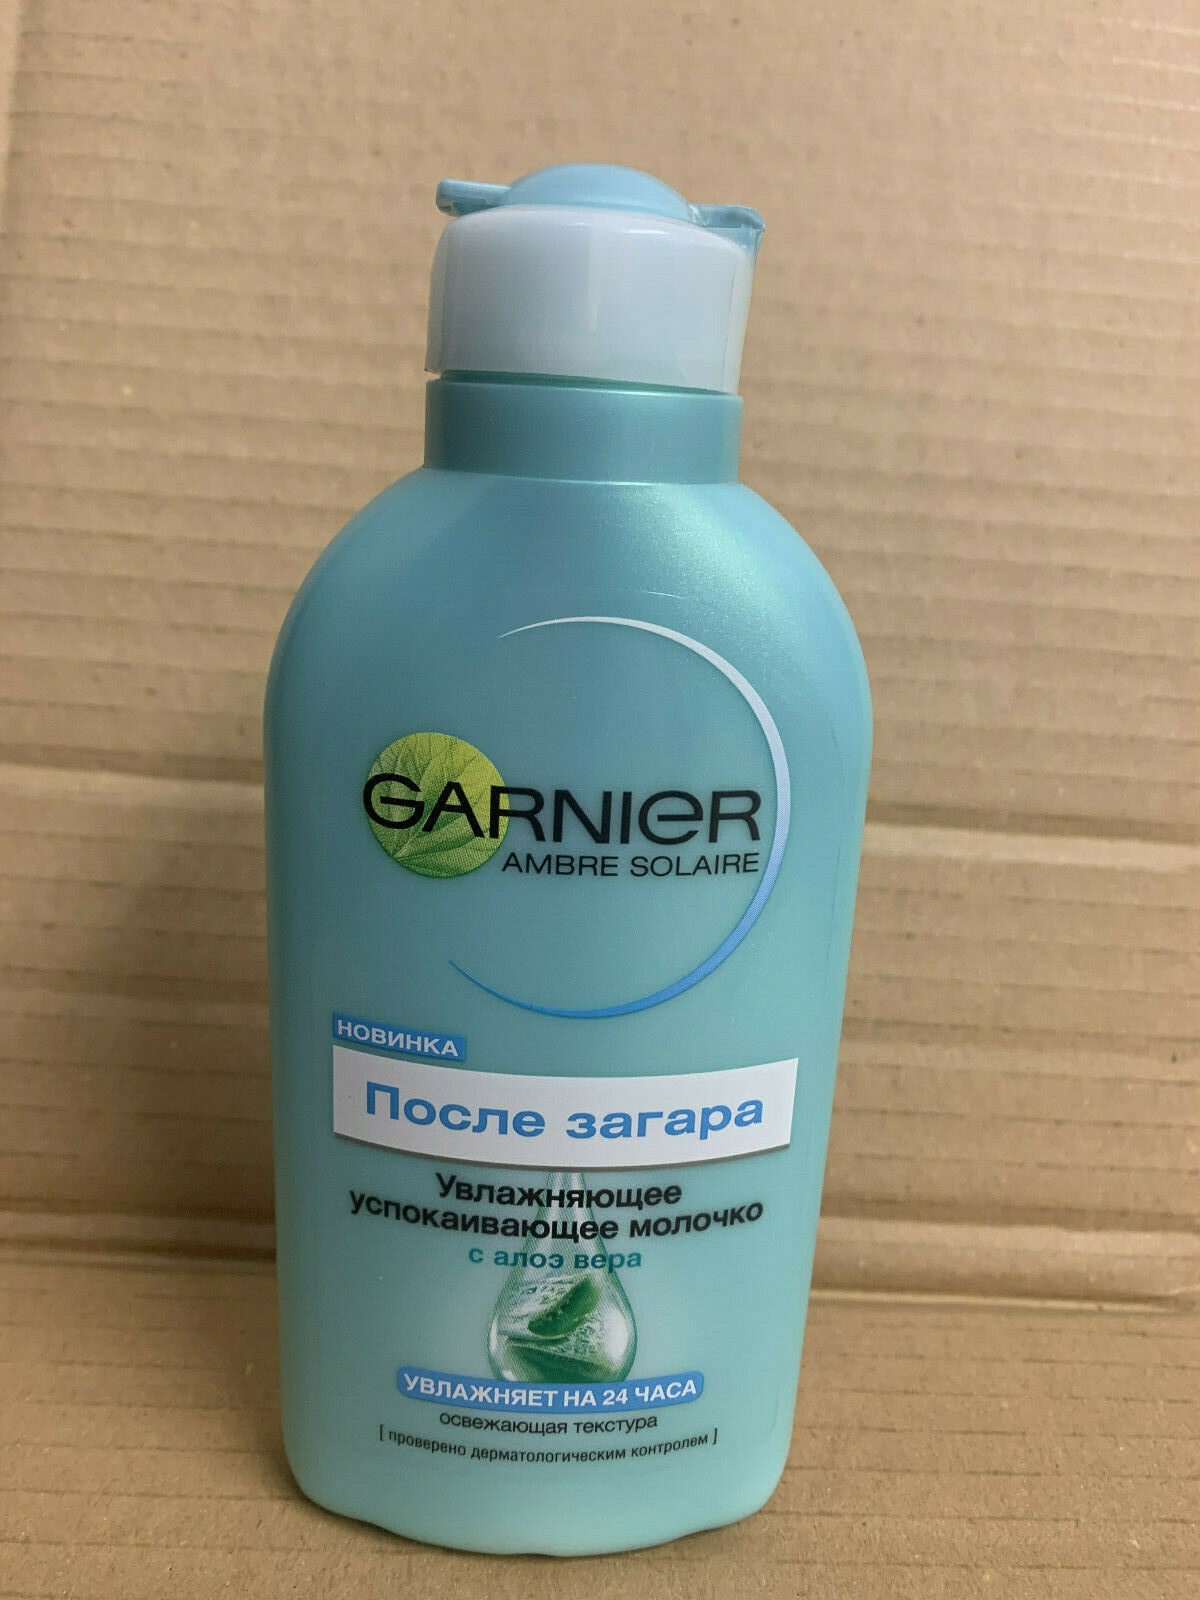 GARNIER
AMBRE SOLAIRE
НОВИНКА
После загара
Увлажняющее
успокаивающее молочко
с алоэ вера
УВЛАЖНЯЕТ НА 24 ЧАСА
освежающая текстура
[ проверено дерматологическим контролем ]